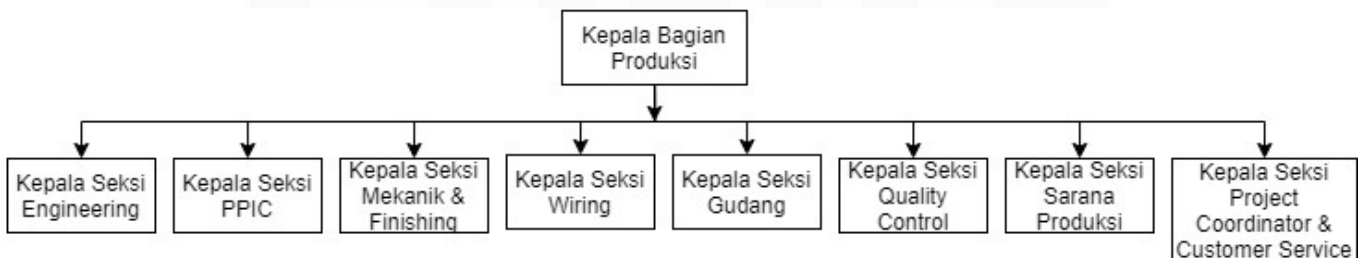 Kepala Bagian
Produksi
Kepala Seksi
Engineering
Kepala Seksi
PPIC
Kepala Seksi
Mekanik &
Finishing
Kepala Seksi
Wiring
Kepala Seksi
Gudang
Kepala Seksi
Quality
Control
Kepala Seksi
Sarana
Produksi
Kepala Seksi
Project
Coordinator &
Customer Service